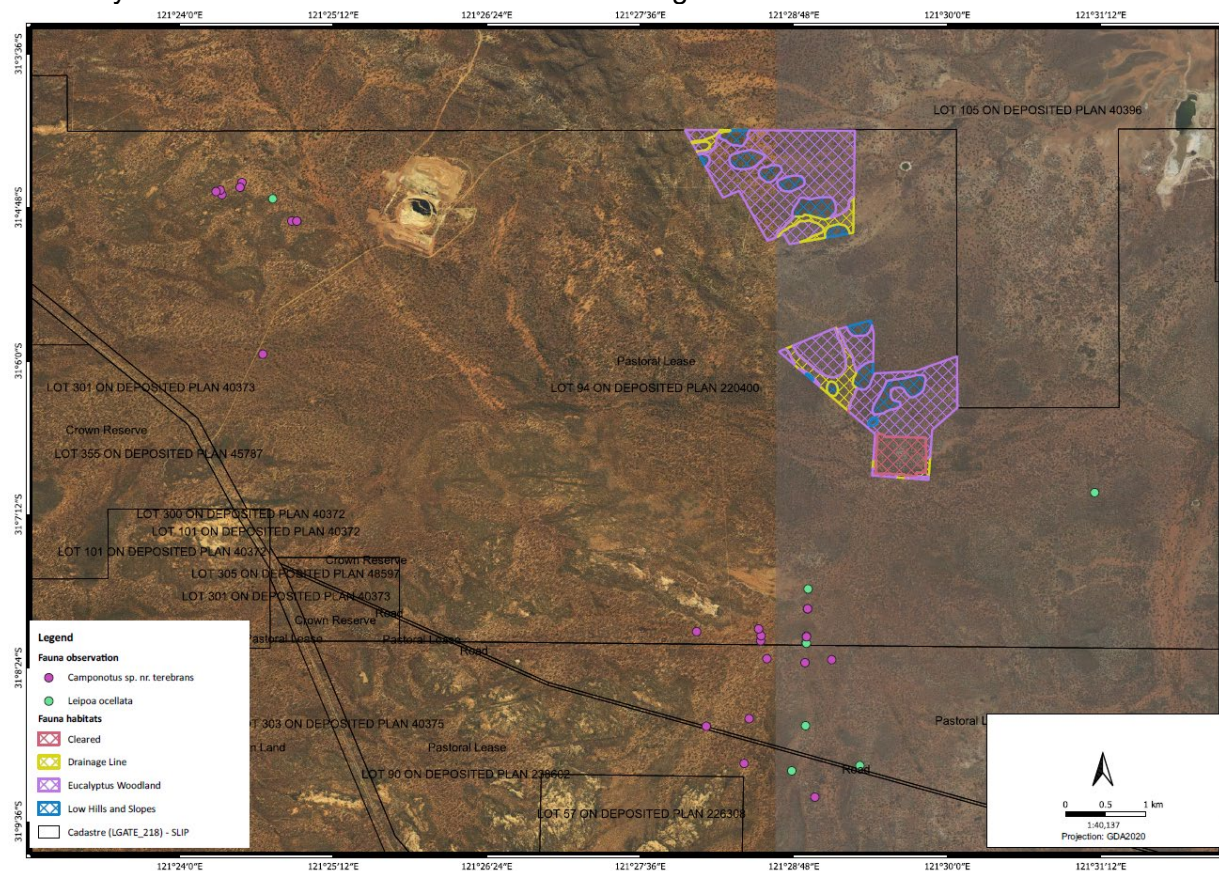 121°24'0"E 121°25'12"E 121°26'24"E 121°27'36"E 121°28'48"E 121°30'0"E 121°31'12"E
31°3'36"S
31°4'48"S
31°6'0"S
31°7'12"S
31°8'24"S
31°9'36"S
LOT 105 ON DEPOSITED PLAN 40396
Pastoral Lease
LOT 94 ON DEPOSITED PLAN 220400
LOT 301 ON DEPOSITED PLAN 40373
Crown Reserve
LOT 355 ON DEPOSITED PLAN 45787
LOT 300 ON DEPOSITED PLAN 40372
LOT 101 ON DEPOSITED PLAN 40372
LOT 101 ON DEPOSITED PLAN 40372
Crown Reserve
LOT 305 ON DEPOSITED PLAN 48597
LOT 301 ON DEPOSITED PLAN 40373
Road
Crown Reserve
Pastoral Lease
Pastoral Lease
Road
303 ON DEPOSITED PLAN 40375
Land
Pastoral Lease
LOT 90 ON DEPOSITED PLAN 238602
LOT 57 ON DEPOSITED PLAN 226308
Pastoral L
Road
Legend
Fauna observation
Camponotus sp. nr. terebrans
Leipoa ocellata
Fauna habitats
Cleared
Drainage Line
Eucalyptus Woodland
Low Hills and Slopes
Cadastre (LGATE_218) - SLIP
0 0.5 1 km
1:40,137
Projection: GDA2020
121°24'0"E 121°25'12"E 121°26'24"E 121°27'36"E 121°28'48"E 121°30'0"E 121°31'12"E